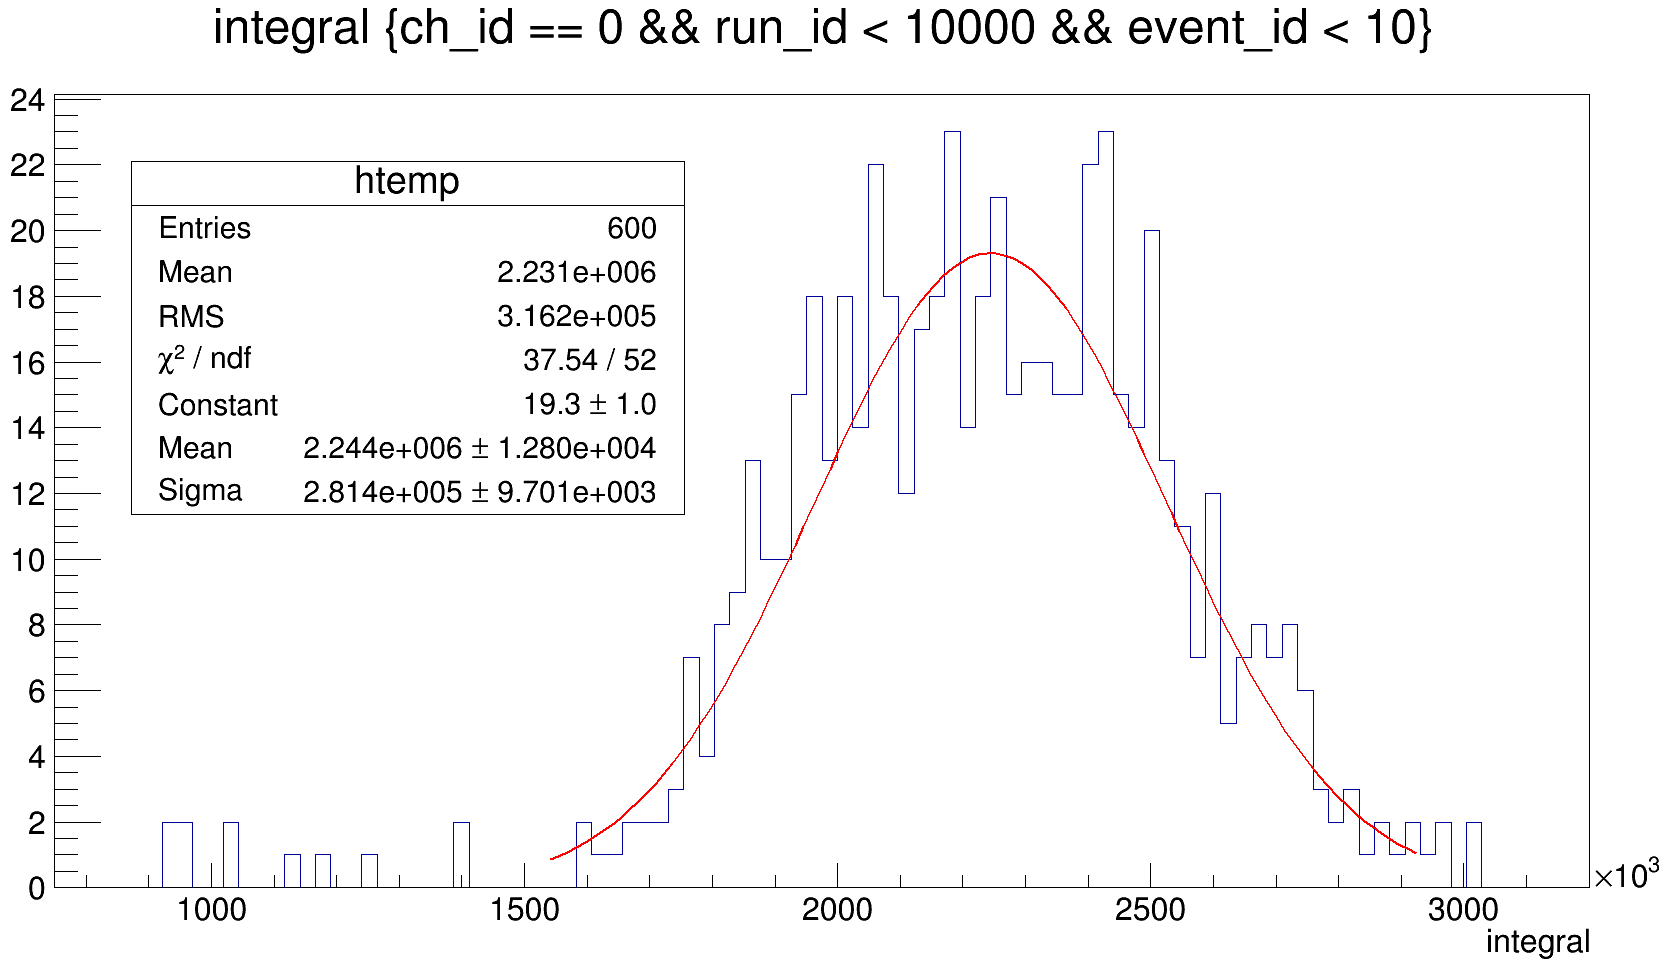 integral {ch_id == 0 && run_id < 10000 && event_id < 10}
24
22
20
18
16
14
12
10
8
6
4
2
0
htemp
Entries 600
Mean 2.231e+006
RMS 3.162e+005
χ² / ndf 37.54 / 52
Constant 19.3 ± 1.0
Mean 2.244e+006 ± 1.280e+004
Sigma 2.814e+005 ± 9.701e+003
×10³
1000 1500 2000 2500 3000
integral